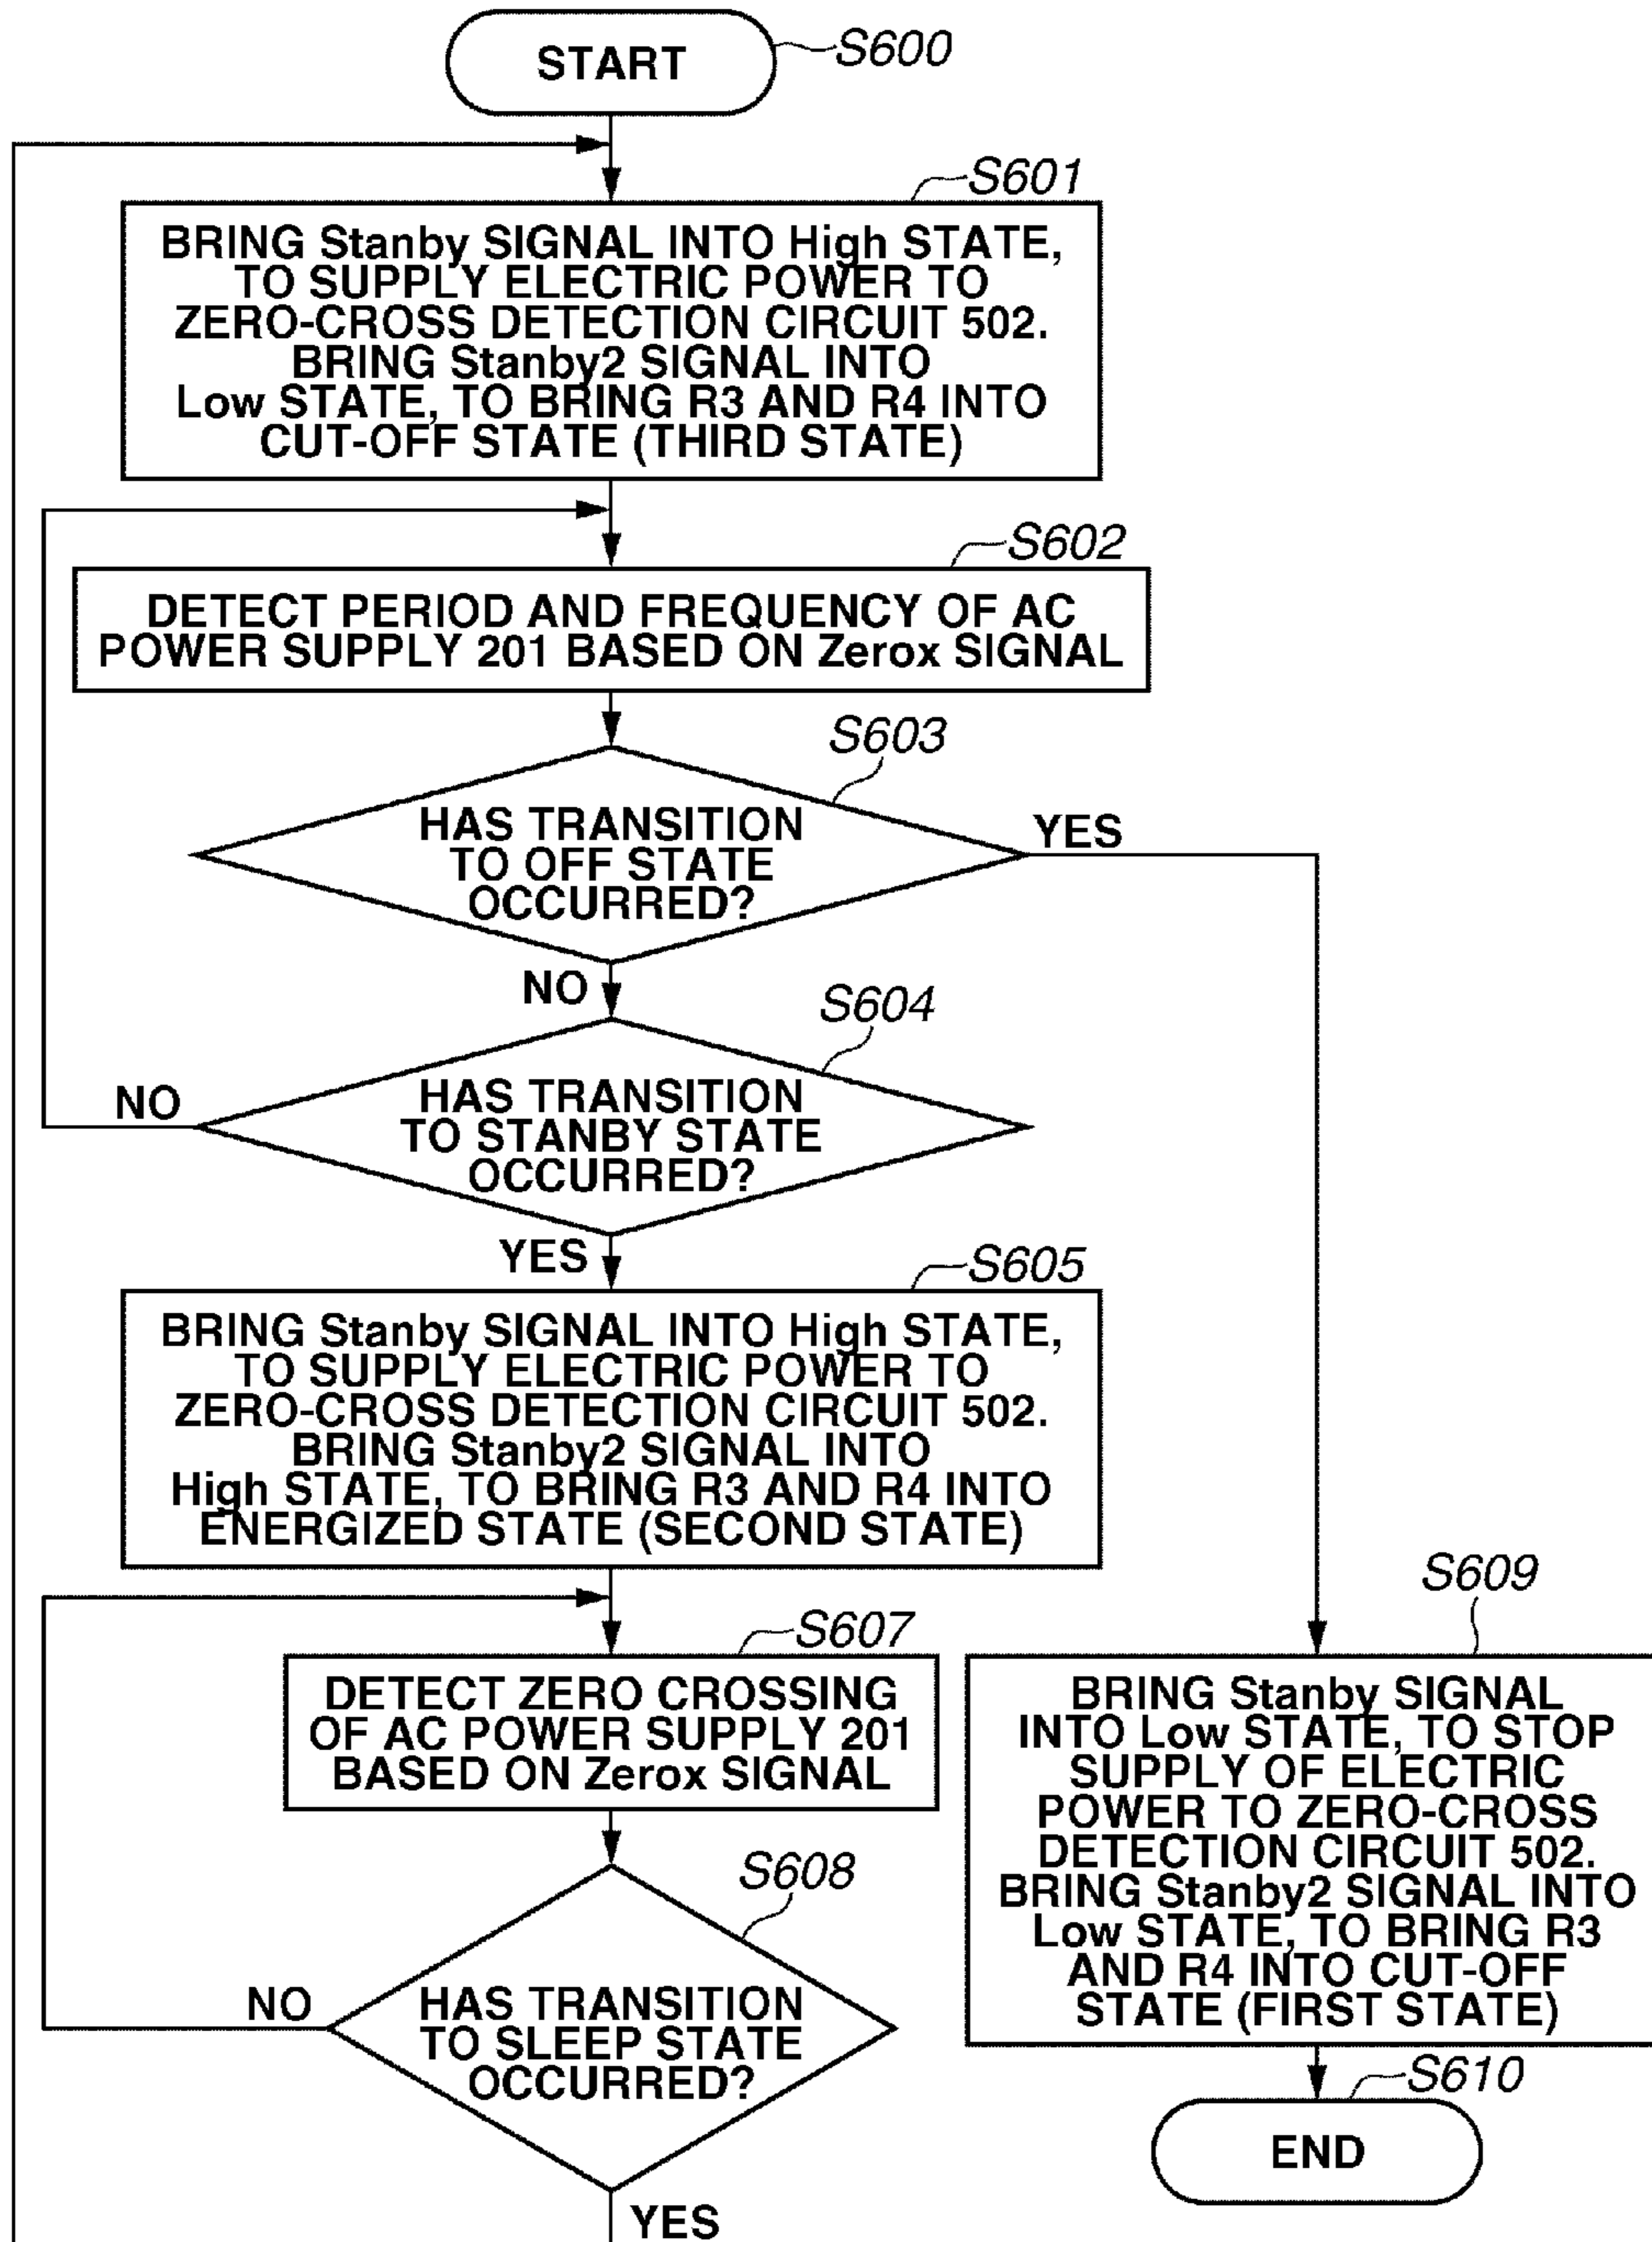 START
S600
S601
BRING Stanby SIGNAL INTO High STATE,
TO SUPPLY ELECTRIC POWER TO
ZERO-CROSS DETECTION CIRCUIT 502.
BRING Stanby2 SIGNAL INTO
Low STATE, TO BRING R3 AND R4 INTO
CUT-OFF STATE (THIRD STATE)
S602
DETECT PERIOD AND FREQUENCY OF AC
POWER SUPPLY 201 BASED ON Zerox SIGNAL
S603
HAS TRANSITION
TO OFF STATE
OCCURRED?
YES
NO
S604
HAS TRANSITION
TO STANBY STATE
OCCURRED?
NO
YES
S605
BRING Stanby SIGNAL INTO High STATE,
TO SUPPLY ELECTRIC POWER TO
ZERO-CROSS DETECTION CIRCUIT 502.
BRING Stanby2 SIGNAL INTO
High STATE, TO BRING R3 AND R4 INTO
ENERGIZED STATE (SECOND STATE)
S607
DETECT ZERO CROSSING
OF AC POWER SUPPLY 201
BASED ON Zerox SIGNAL
S608
HAS TRANSITION
TO SLEEP STATE
OCCURRED?
NO
YES
S609
BRING Stanby SIGNAL
INTO Low STATE, TO STOP
SUPPLY OF ELECTRIC
POWER TO ZERO-CROSS
DETECTION CIRCUIT 502.
BRING Stanby2 SIGNAL INTO
Low STATE, TO BRING R3
AND R4 INTO CUT-OFF
STATE (FIRST STATE)
S610
END